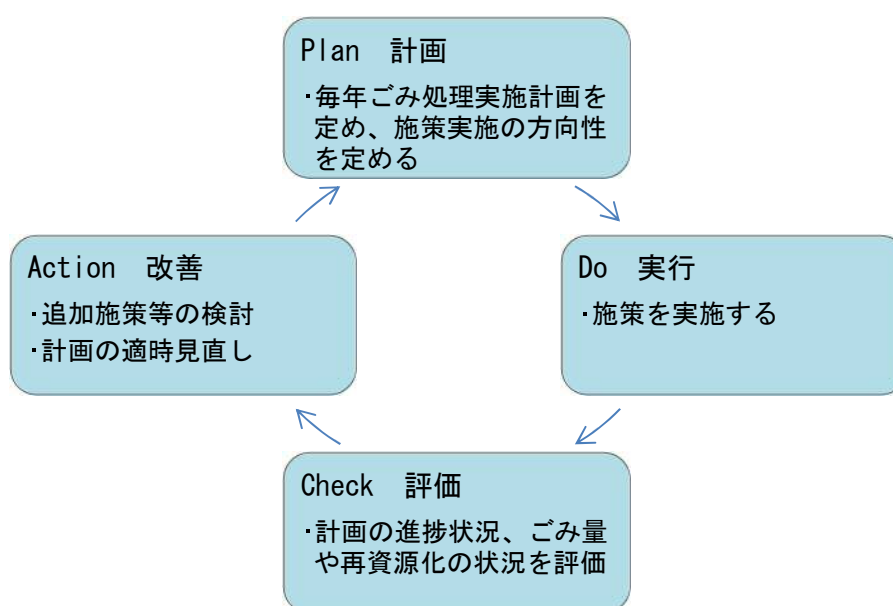 Plan 計画
・毎年ごみ処理実施計画を
定め、施策実施の方向性
を定める
Action 改善
・追加施策等の検討
・計画の適時見直し
Do 実行
・施策を実施する
Check 評価
・計画の進捗状況、ごみ量
や再資源化の状況を評価